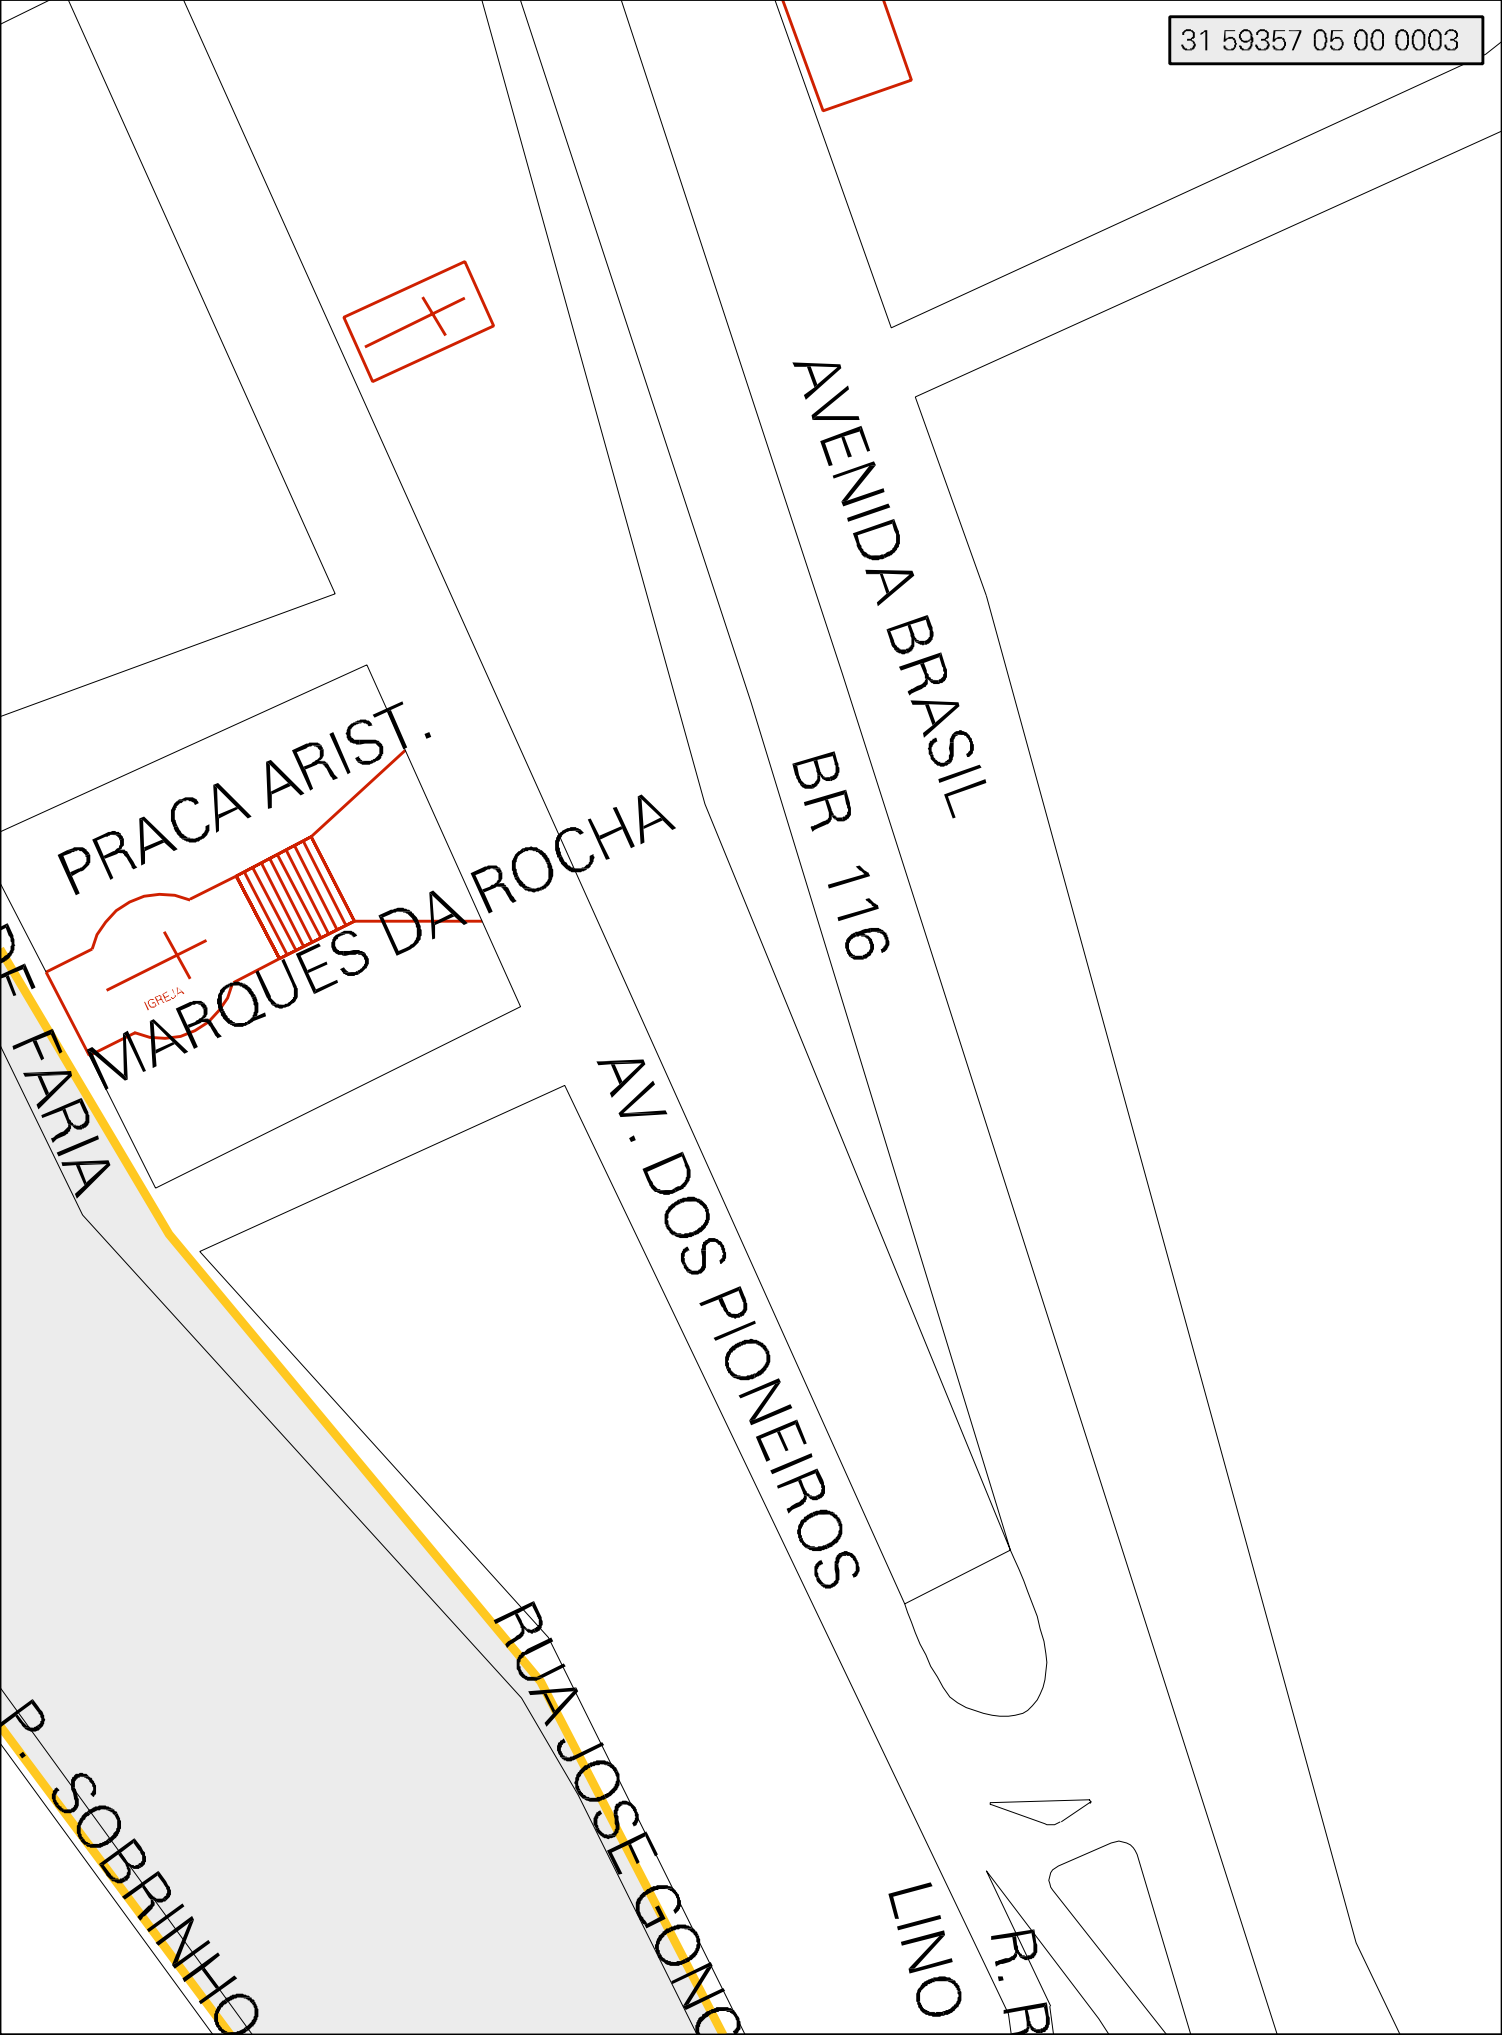 31 59357 05 00 0003
AVENIDA BRASIL
BR 116
PRACA ARIST.
MARQUES DA ROCHA
IGREJA
FARIA
AV. DOS PIONEIROS
RUA JOSE GONC
P. SOBRINHO
LINO
R. B